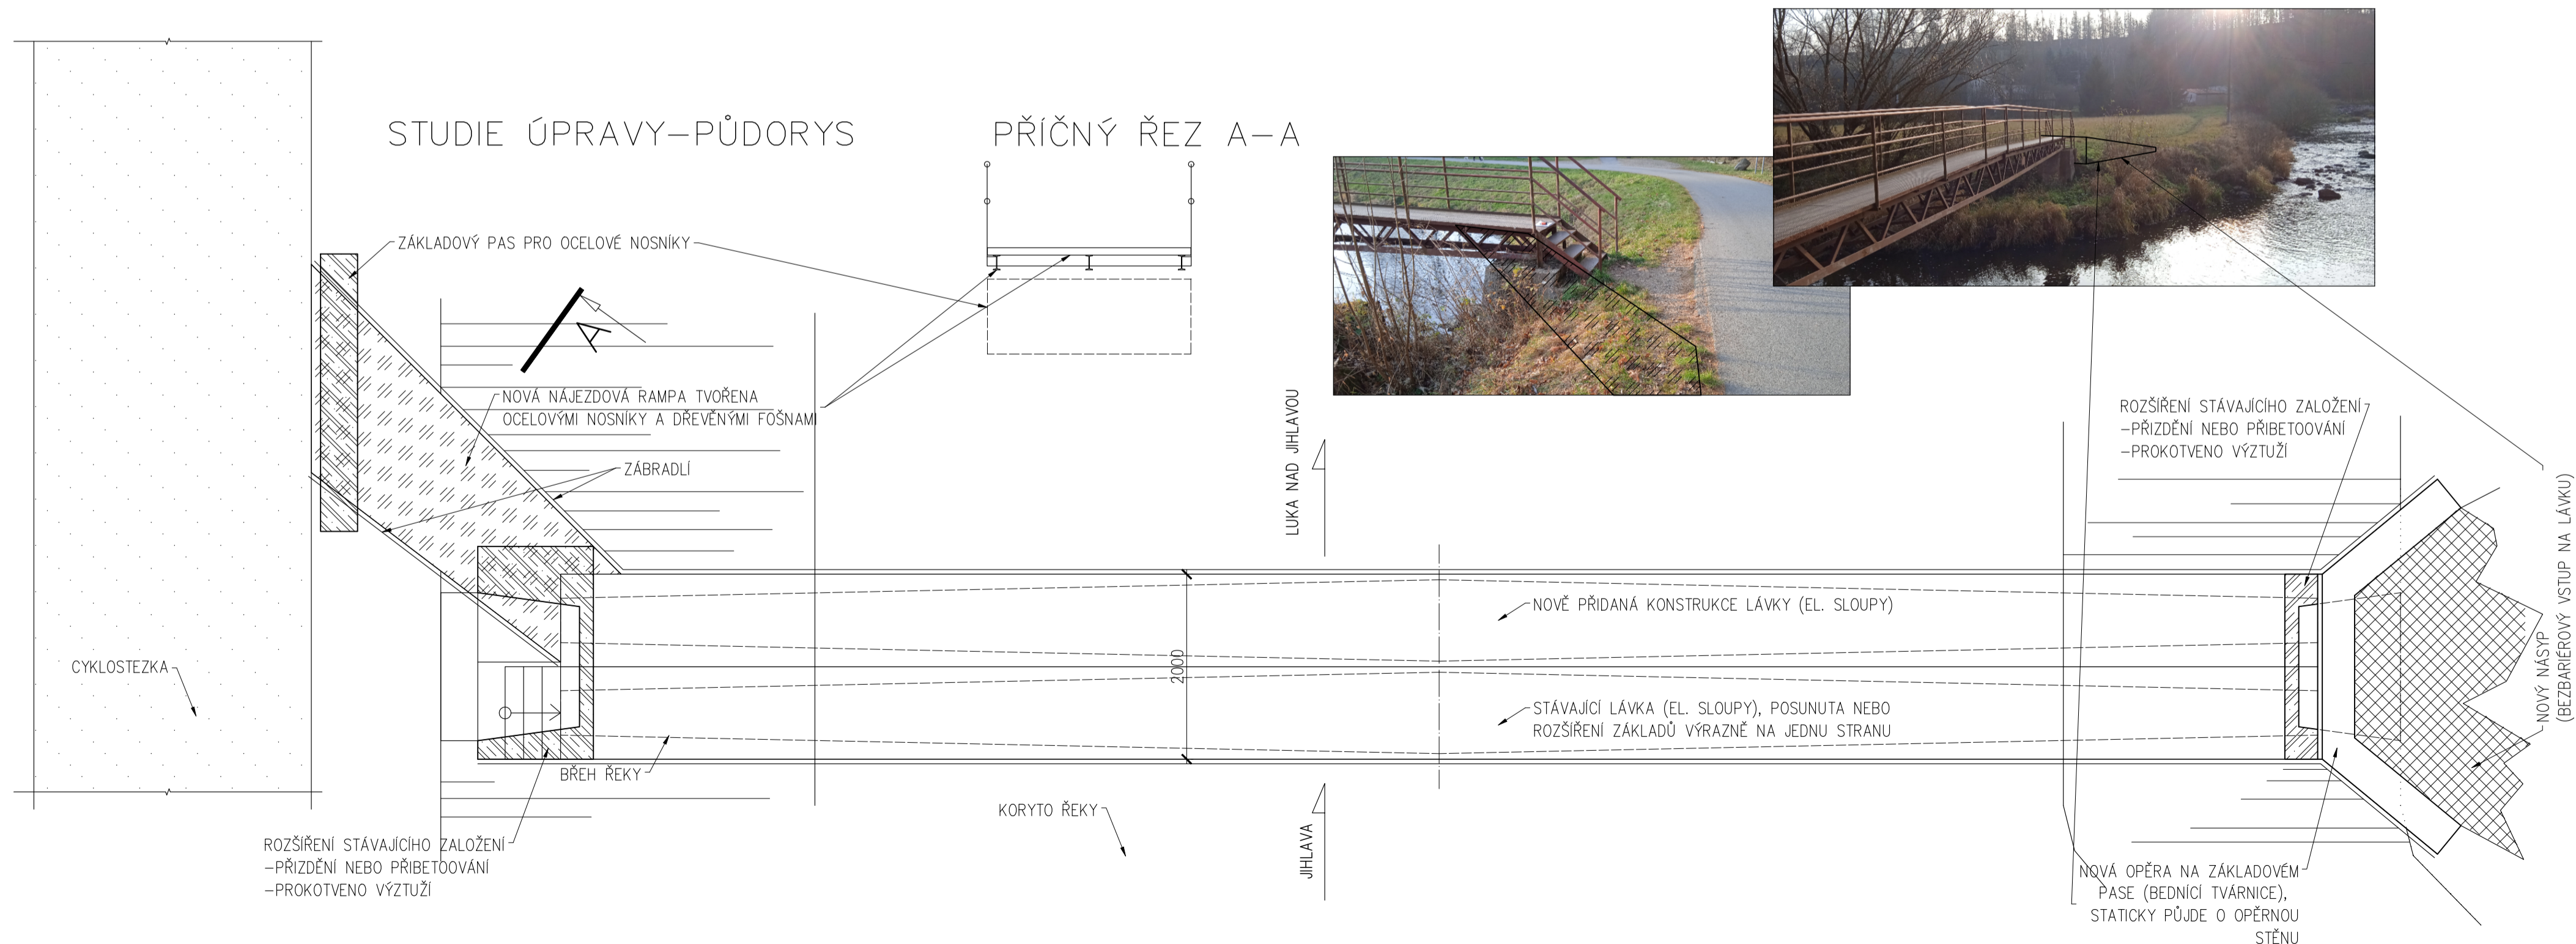 STUDIE ÚPRAVY–PŮDORYS
PŘÍČNÝ ŘEZ A–A
ZÁKLADOVÝ PAS PRO OCELOVÉ NOSNÍKY
A
NOVÁ NÁJEZDOVÁ RAMPA TVOŘENA
OCELOVÝMI NOSNÍKY A DŘEVĚNÝMI FOŠNAMI
ZÁBRADLÍ
LUKA NAD JIHLAVOU
ROZŠÍŘENÍ STÁVAJÍCÍHO ZALOŽENÍ
–PŘIZDĚNÍ NEBO PŘIBETOOVÁNÍ
–PROKOTVENO VÝZTUŽÍ
NOVÝ NÁSYP
(BEZBARIÉROVÝ VSTUP NA LÁVKU)
NOVĚ PŘIDANÁ KONSTRUKCE LÁVKY (EL. SLOUPY)
CYKLOSTEZKA
2000
STÁVAJÍCÍ LÁVKA (EL. SLOUPY), POSUNUTA NEBO
ROZŠÍŘENÍ ZÁKLADŮ VÝRAZNĚ NA JEDNU STRANU
BŘEH ŘEKY
KORYTO ŘEKY
JIHLAVA
ROZŠÍŘENÍ STÁVAJÍCÍHO ZALOŽENÍ
–PŘIZDĚNÍ NEBO PŘIBETOOVÁNÍ
–PROKOTVENO VÝZTUŽÍ
NOVÁ OPĚRA NA ZÁKLADOVÉM
PASE (BEDNÍCÍ TVÁRNICE),
STATICKY PŮJDE O OPĚRNOU
STĚNU